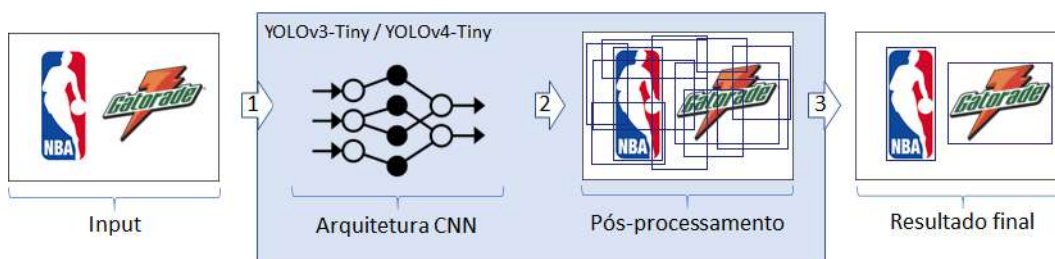 YOLOv3-Tiny / YOLOv4-Tiny
NBA
Gatorade
1
2
NBA
Gatorade
3
NBA
Gatorade
Input
Arquitetura CNN
Pós-processamento
Resultado final